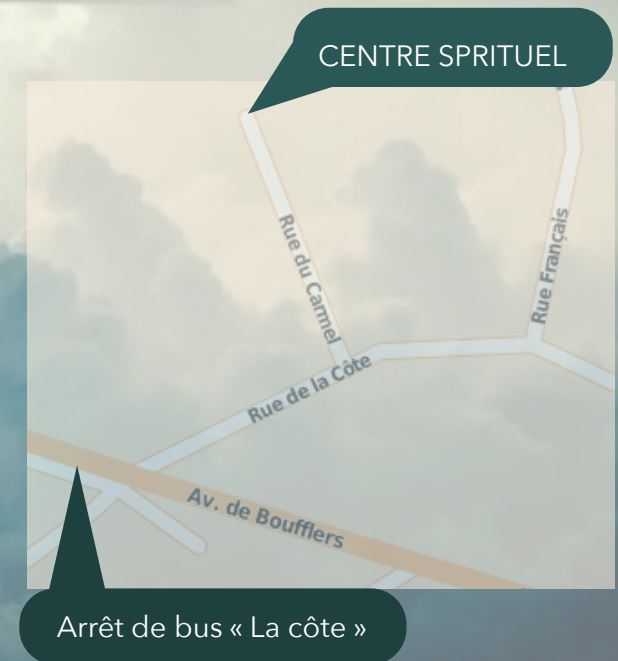 CENTRE SPRITUEL
Rue du Carmel
Rue Français
Rue de la Côte
Av. de Boufflers
Arrêt de bus « La côte »